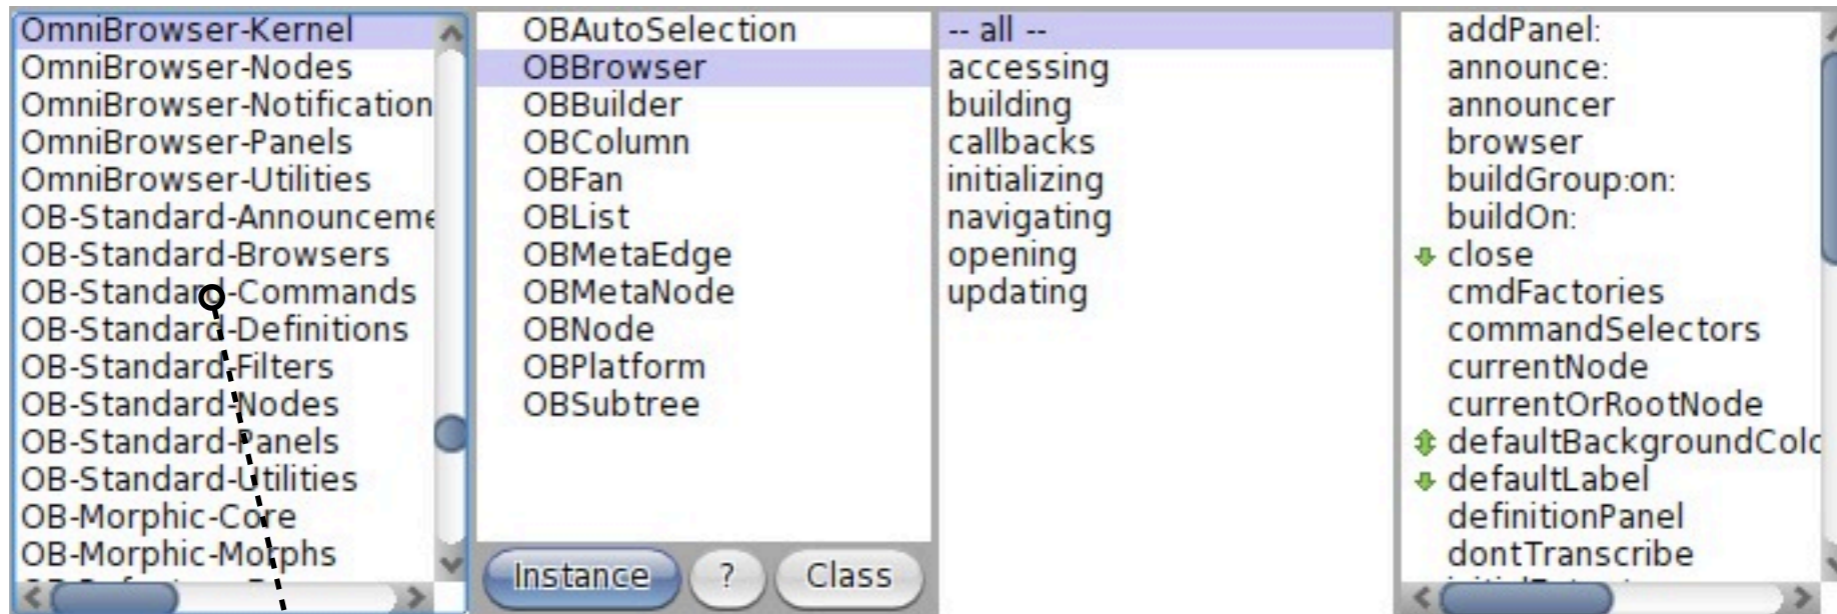 OmniBrowser-Kernel
OmniBrowser-Nodes
OmniBrowser-Notification
OmniBrowser-Panels
OmniBrowser-Utilities
OB-Standard-Announceme
OB-Standard-Browsers
OB-Standard-Commands
OB-Standard-Definitions
OB-Standard-Filters
OB-Standard-Nodes
OB-Standard-Panels
OB-Standard-Utilities
OB-Morphic-Core
OB-Morphic-Morphs
OBAutoSelection
OBBrowser
OBBuilder
OBColumn
OBFan
OBList
OBMetaEdge
OBMetaNode
OBNode
OBPlatform
OBSubtree
Instance ? Class
-- all --
accessing
building
callbacks
initializing
navigating
opening
updating
addPanel:
announce:
announcer
browser
buildGroup:on:
buildOn:
close
cmdFactories
commandSelectors
currentNode
currentOrRootNode
defaultBackgroundColo
defaultLabel
definitionPanel
dontTranscribe